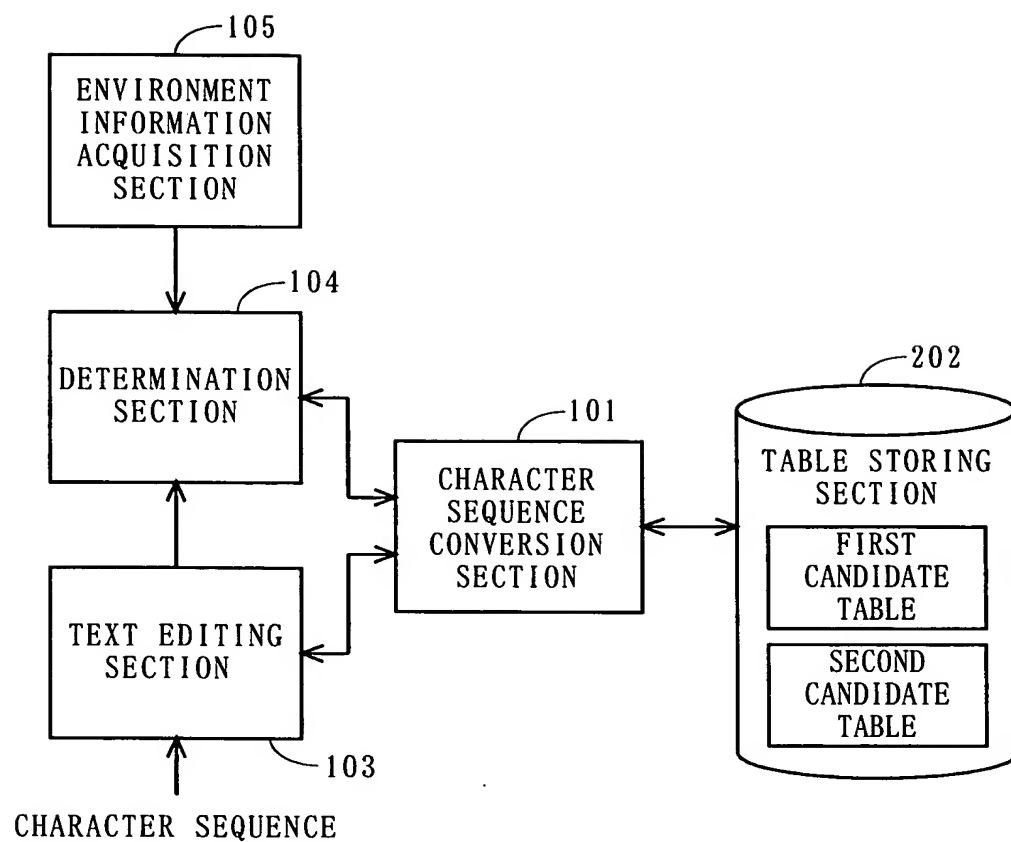 105
ENVIRONMENT
INFORMATION
ACQUISITION
SECTION
104
DETERMINATION
SECTION
202
101
TABLE STORING
SECTION
CHARACTER
SEQUENCE
CONVERSION
SECTION
FIRST
CANDIDATE
TABLE
TEXT EDITING
SECTION
SECOND
CANDIDATE
TABLE
103
CHARACTER SEQUENCE